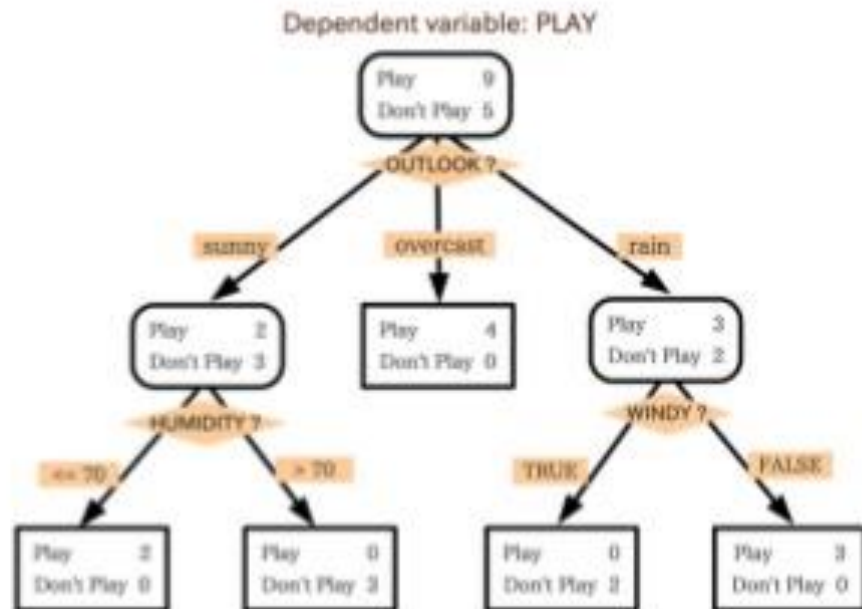 Dependent variable: PLAY
Play 9
Don't Play 5
OUTLOOK ?
sunny
overcast
rain
Play 2
Don't Play 3
Play 4
Don't Play 0
Play 3
Don't Play 2
HUMIDITY ?
WINDY ?
<= 70
> 70
TRUE
FALSE
Play 2
Don't Play 0
Play 0
Don't Play 3
Play 0
Don't Play 2
Play 3
Don't Play 0